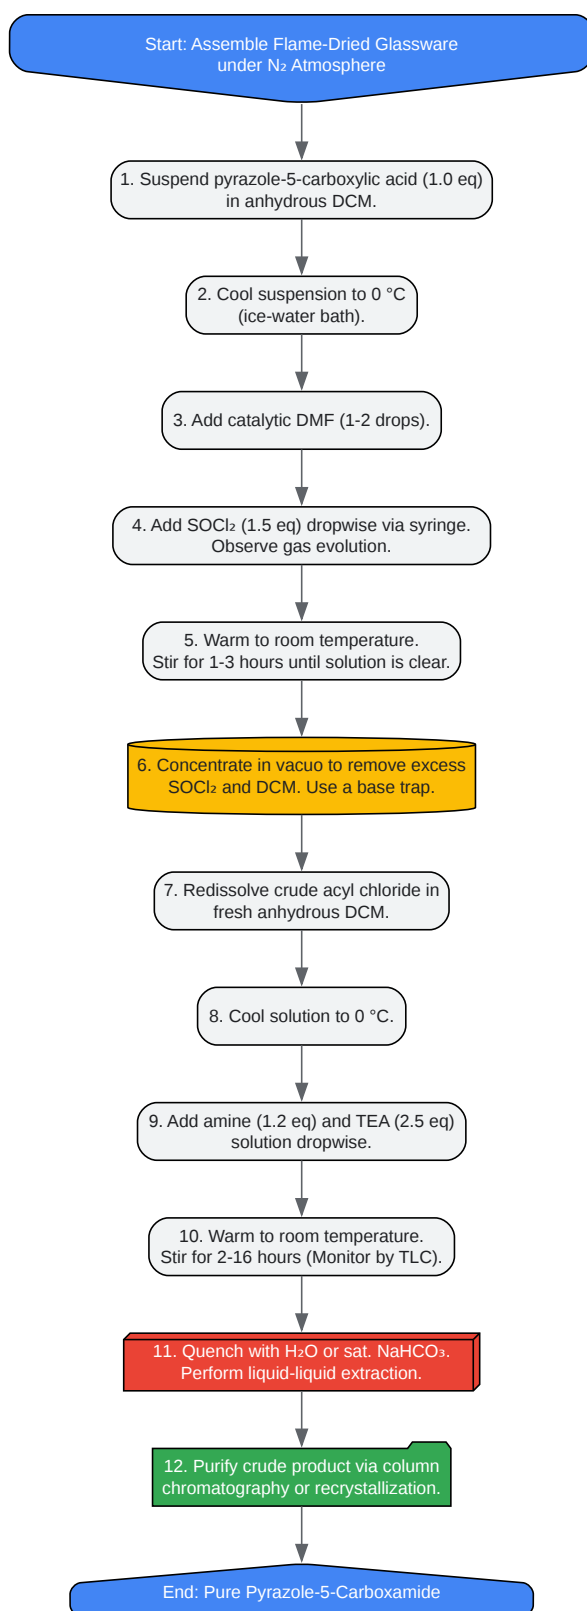 Start: Assemble Flame-Dried Glassware
under N₂ Atmosphere
1. Suspend pyrazole-5-carboxylic acid (1.0 eq)
in anhydrous DCM.
2. Cool suspension to 0 °C
(ice-water bath).
3. Add catalytic DMF (1-2 drops).
4. Add SOCl₂ (1.5 eq) dropwise via syringe.
Observe gas evolution.
5. Warm to room temperature.
Stir for 1-3 hours until solution is clear.
6. Concentrate in vacuo to remove excess
SOCl₂ and DCM. Use a base trap.
7. Redissolve crude acyl chloride in
fresh anhydrous DCM.
8. Cool solution to 0 °C.
9. Add amine (1.2 eq) and TEA (2.5 eq)
solution dropwise.
10. Warm to room temperature.
Stir for 2-16 hours (Monitor by TLC).
11. Quench with H₂O or sat. NaHCO₃.
Perform liquid-liquid extraction.
12. Purify crude product via column
chromatography or recrystallization.
End: Pure Pyrazole-5-Carboxamide